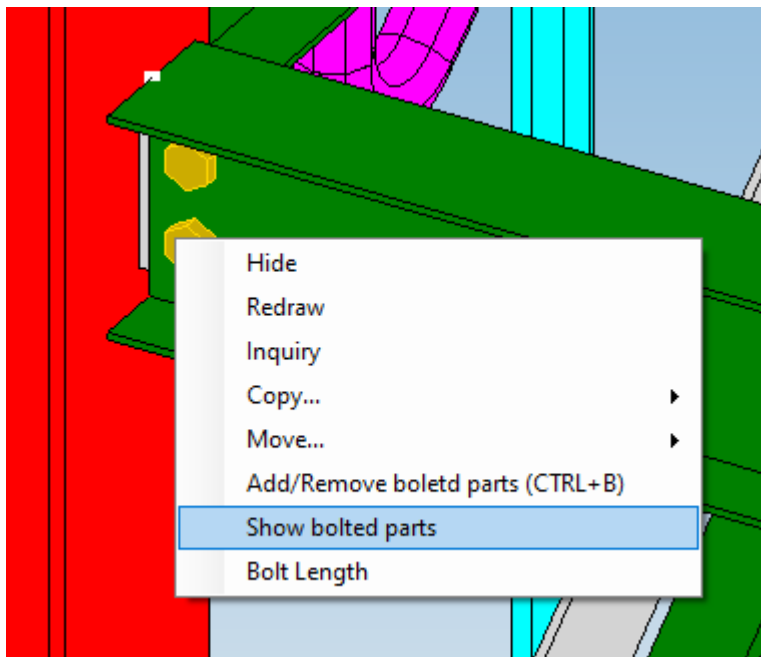 Hide
Redraw
Inquiry
Copy...
Move...
Add/Remove boletd parts (CTRL+B)
Show bolted parts
Bolt Length